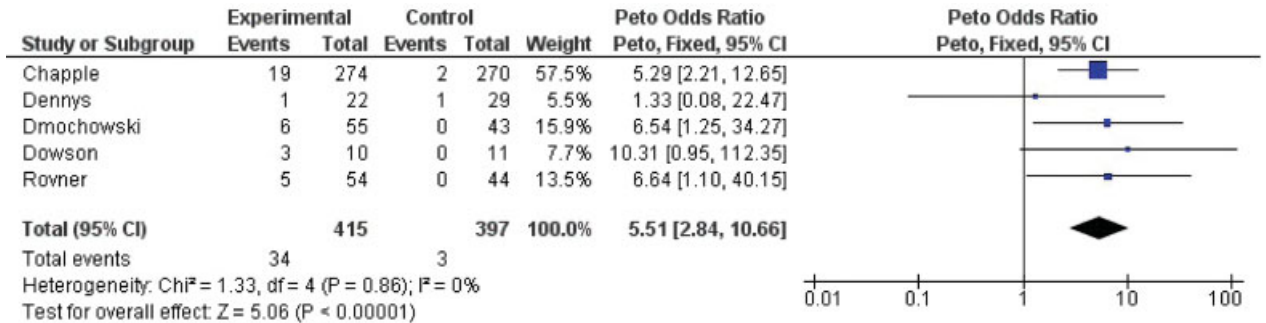 Experimental Control Peto Odds Ratio Peto Odds Ratio
Study or Subgroup Events Total Events Total Weight Peto, Fixed, 95% CI Peto, Fixed, 95% CI
Chapple 19 274 2 270 57.5% 5.29 [2.21, 12.65]
Dennys 1 22 1 29 5.5% 1.33 [0.08, 22.47]
Dmochowski 6 55 0 43 15.9% 6.54 [1.25, 34.27]
Dowson 3 10 0 11 7.7% 10.31 [0.95, 112.35]
Rovner 5 54 0 44 13.5% 6.64 [1.10, 40.15]
Total (95% CI) 415 397 100.0% 5.51 [2.84, 10.66]
Total events 34 3
Heterogeneity: Chi² = 1.33, df = 4 (P = 0.86); I² = 0%
Test for overall effect: Z = 5.06 (P < 0.00001)
0.01 0.1 1 10 100